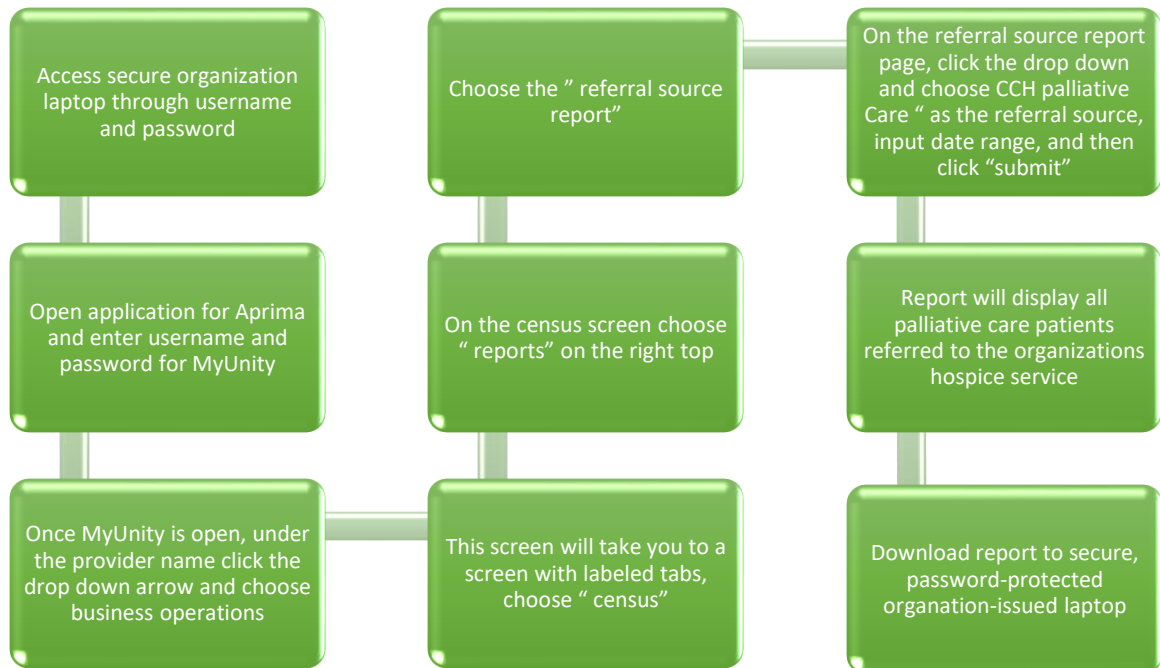 Access secure organization
laptop through username
and password
Open application for Aprima
and enter username and
password for MyUnity
Once MyUnity is open, under
the provider name click the
drop down arrow and choose
business operations
This screen will take you to a
screen with labeled tabs,
choose “ census”
On the census screen choose
“ reports” on the right top
Choose the ” referral source
report”
On the referral source report
page, click the drop down
and choose CCH palliative
Care “ as the referral source,
input date range, and then
click “submit”
Report will display all
palliative care patients
referred to the organizations
hospice service
Download report to secure,
password-protected
organation-issued laptop